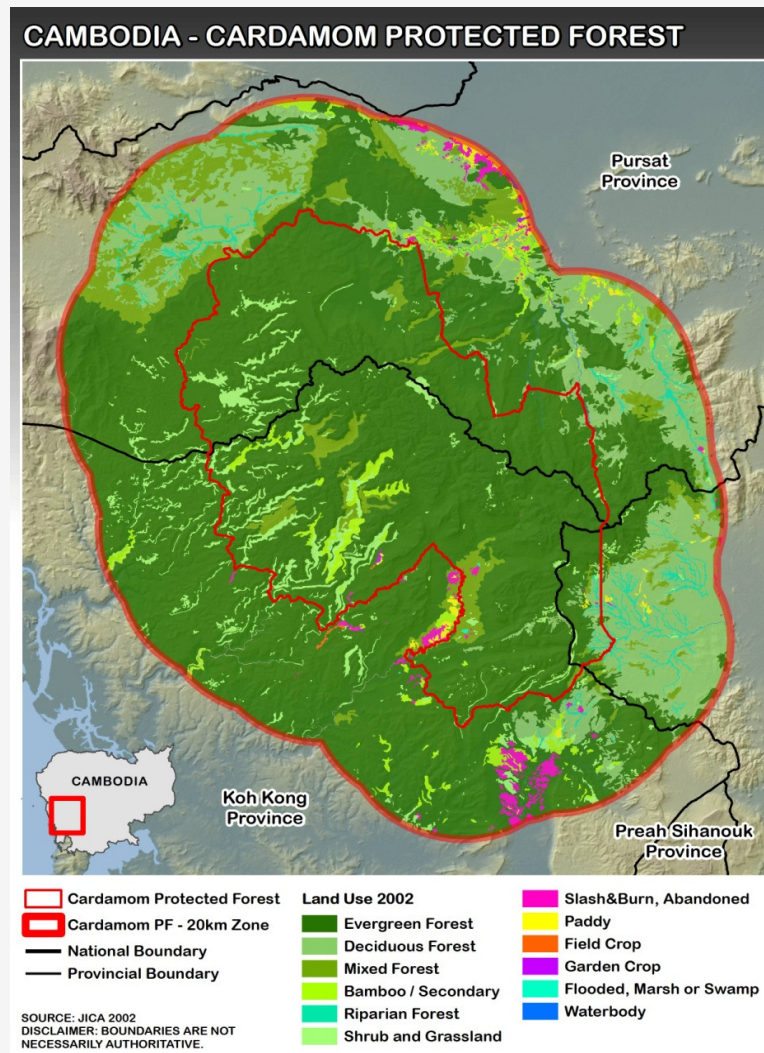 CAMBODIA - CARDAMOM PROTECTED FOREST
Pursat
Province
CAMBODIA
Koh Kong
Province
Preah Sihanouk
Province
Cardamom Protected Forest
Cardamom PF - 20km Zone
National Boundary
Provincial Boundary
SOURCE: JICA 2002
DISCLAIMER: BOUNDARIES ARE NOT
NECESSARILY AUTHORITATIVE.
Land Use 2002
Evergreen Forest
Deciduous Forest
Mixed Forest
Bamboo / Secondary
Riparian Forest
Shrub and Grassland
Slash&Burn, Abandoned
Paddy
Field Crop
Garden Crop
Flooded, Marsh or Swamp
Waterbody